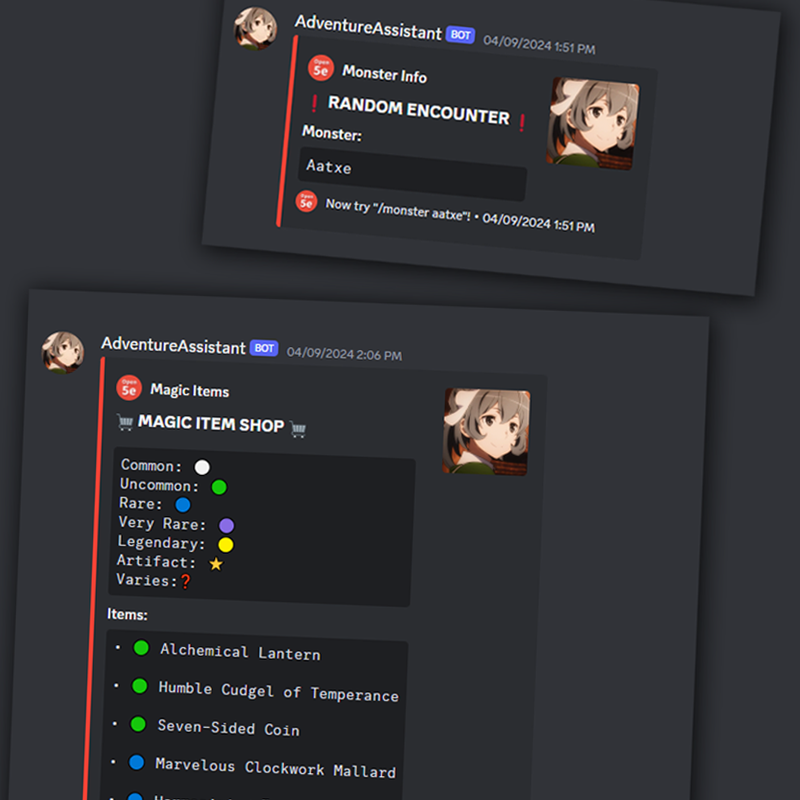 AdventureAssistant BOT 04/09/2024 1:51 PM
Open 5e Monster Info
❗ RANDOM ENCOUNTER ❗
Monster:
Aatxe
Open 5e Now try "/monster aatxe"! • 04/09/2024 1:51 PM
AdventureAssistant BOT 04/09/2024 2:06 PM
Open 5e Magic Items
🛒 MAGIC ITEM SHOP 🛒
Common: ⚪
Uncommon: 🟢
Rare: 🔵
Very Rare: 🟣
Legendary: 🟡
Artifact: ⭐
Varies:❓
Items:
• 🟢 Alchemical Lantern
• 🟢 Humble Cudgel of Temperance
• 🟢 Seven-Sided Coin
• 🔵 Marvelous Clockwork Mallard